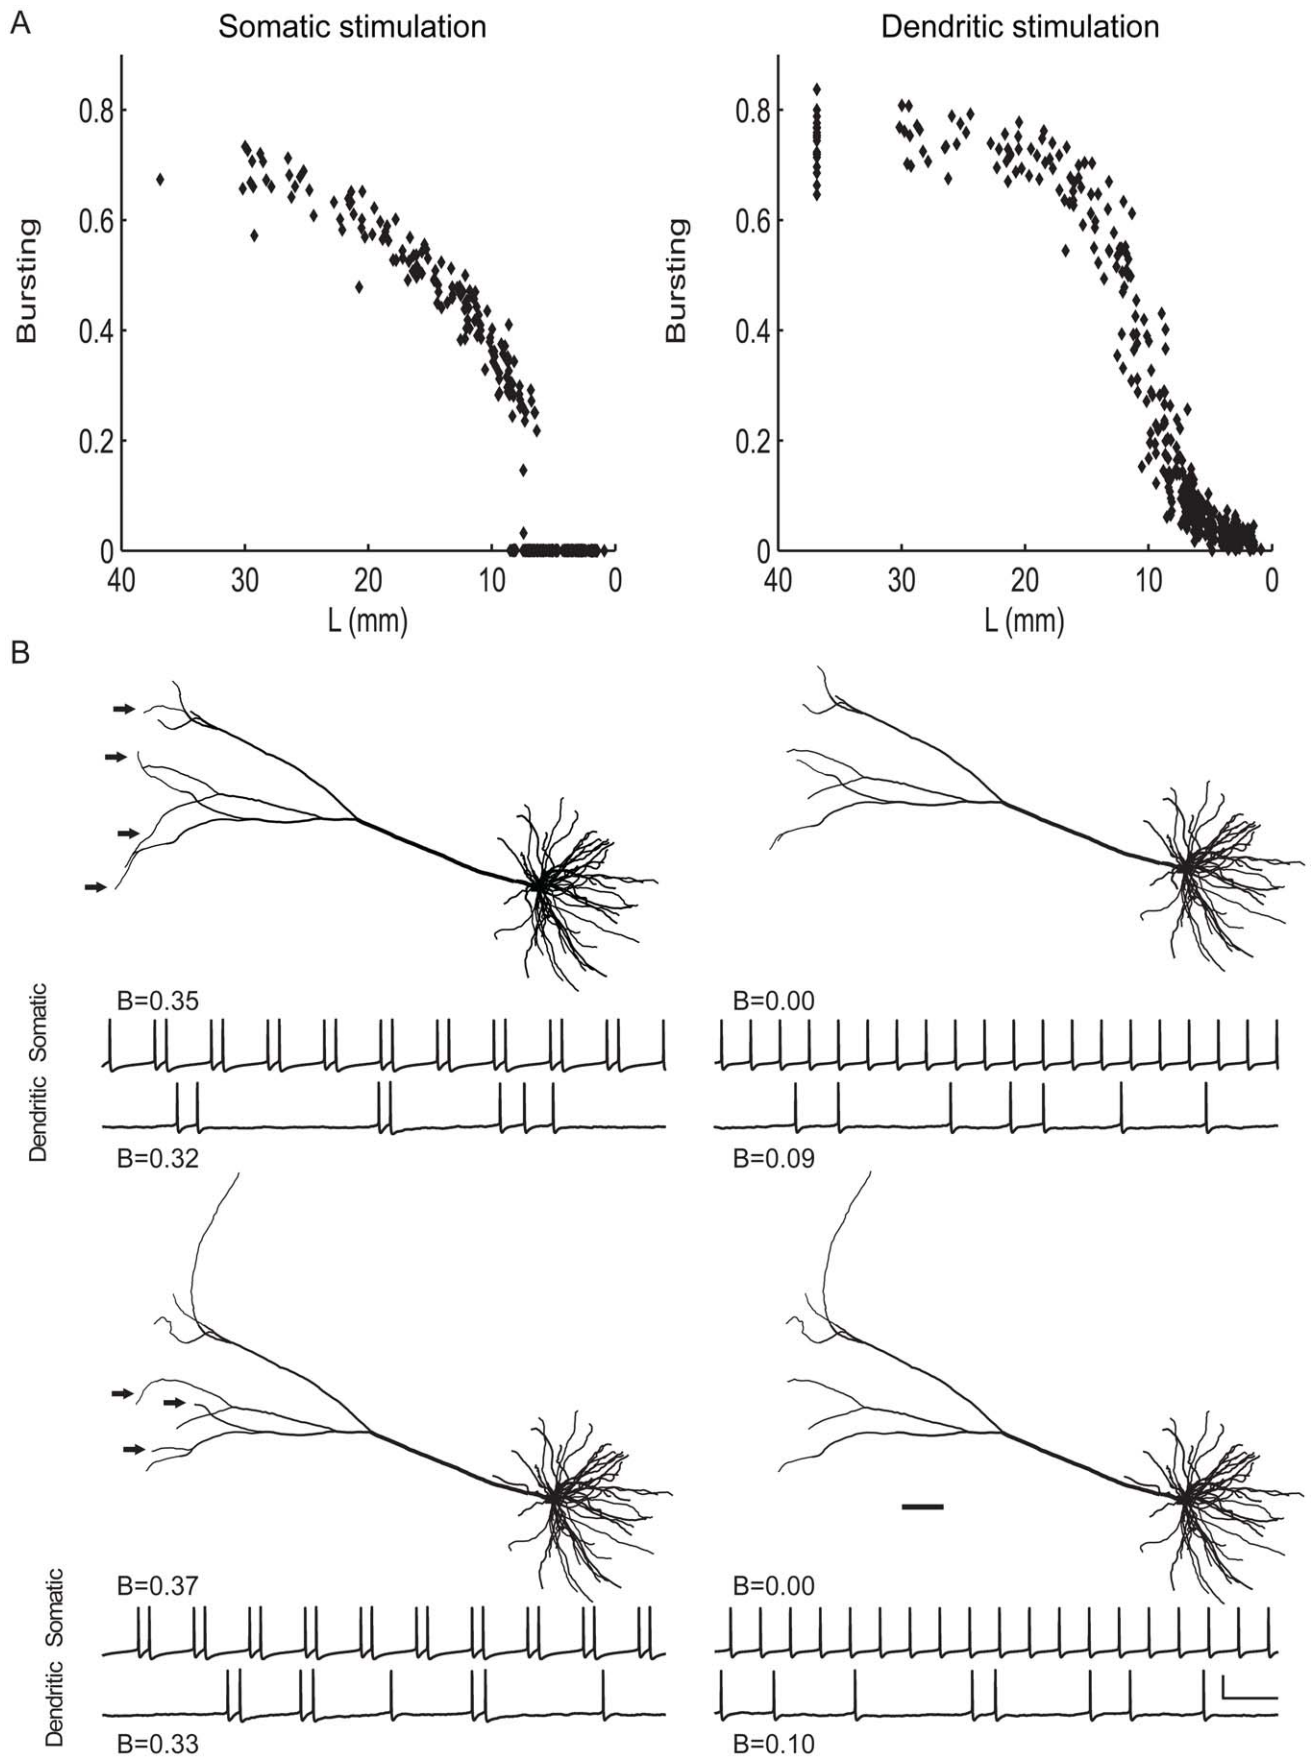 A
Somatic stimulation
Dendritic stimulation
Bursting
0.8
0.6
0.4
0.2
0
40 30 20 10 0
L (mm)
Bursting
0.8
0.6
0.4
0.2
0
40 30 20 10 0
L (mm)
B
Somatic
Dendritic
B=0.35
B=0.32
B=0.00
B=0.09
Somatic
Dendritic
B=0.37
B=0.33
B=0.00
B=0.10